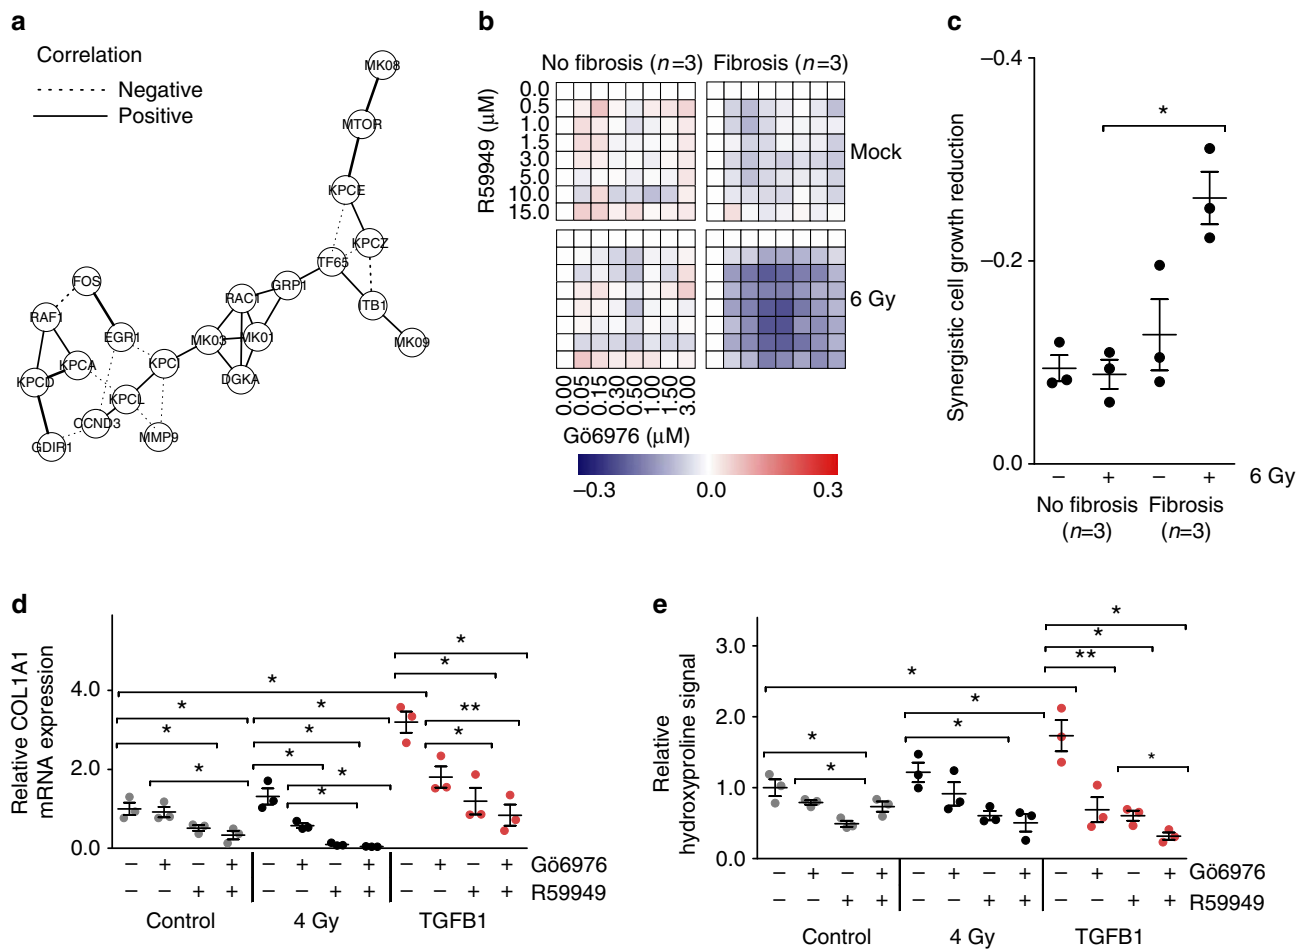 a
Correlation
Negative
Positive
MK08
MTOR
KPCE
KPCZ
TF65
ITB1
MK09
GRP1
RAC1
MK03
MK01
DGKA
FOS
RAF1
EGR1
KPCI
KPCA
KPCD
KPCL
CCND3
MMP9
GDIR1
b
No fibrosis (n=3) Fibrosis (n=3)
R59949 (μM)
0.0
0.5
1.0
1.5
3.0
5.0
10.0
15.0
Mock
6 Gy
0.00
0.05
0.15
0.30
0.50
1.00
1.50
3.00
Gö6976 (μM)
−0.3 0.0 0.3
c
Synergistic cell growth reduction
−0.4
−0.2
0.0
*
− + − + 6 Gy
No fibrosis Fibrosis
(n=3) (n=3)
d
Relative COL1A1
mRNA expression
4.0
2.0
0.0
* * * * * * * * * * * * ** *
− + − + − + − + − + − + Gö6976
− − + + − − + + − − + + R59949
Control 4 Gy TGFB1
e
Relative
hydroxyproline signal
3.0
2.0
1.0
0.0
* * * * * * * ** *
− + − + − + − + − + − + Gö6976
− − + + − − + + − − + + R59949
Control 4 Gy TGFB1